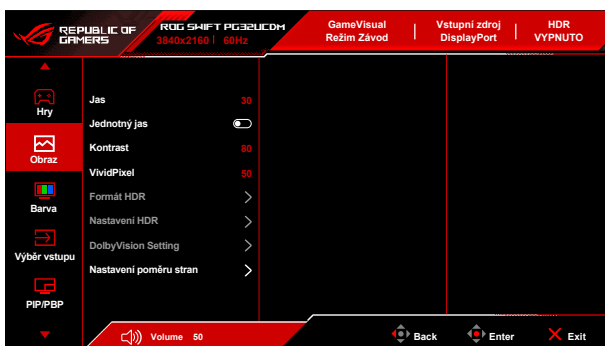 REPUBLIC OF
GAMERS
ROG SWIFT PG32UCDM
3840x2160 | 60Hz
GameVisual
Režim Závod
Vstupní zdroj
DisplayPort
HDR
VYPNUTO
Hry
Obraz
Barva
Výběr vstupu
PIP/PBP
Jas 30
Jednotný jas
Kontrast 80
VividPixel 50
Formát HDR
Nastavení HDR
DolbyVision Setting
Nastavení poměru stran
Volume 50
Back
Enter
Exit